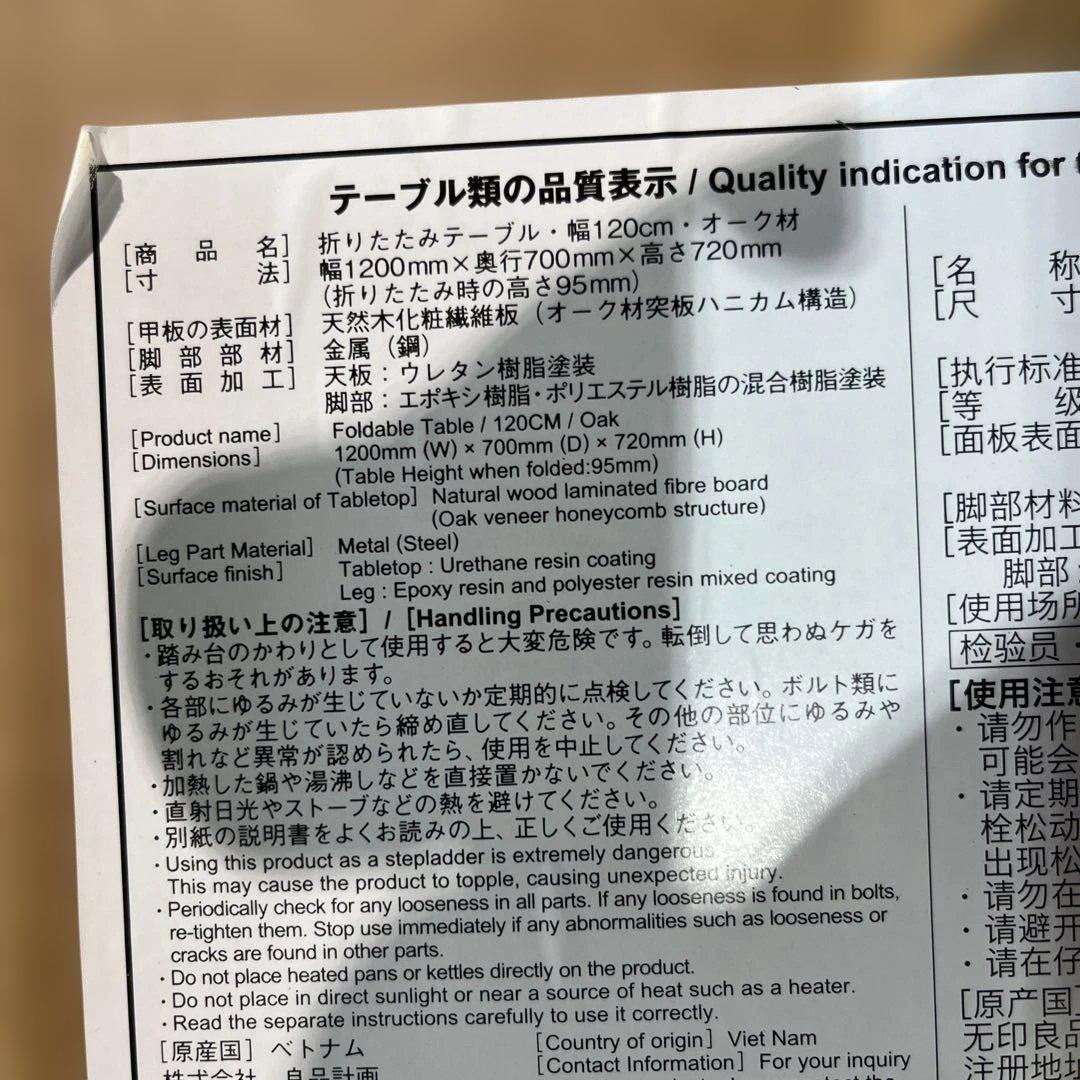 テーブル類の品質表示 / Quality indication for
[商品名] 折りたたみテーブル・幅120cm・オーク材
[寸法] 幅1200mm×奥行700mm×高さ720mm
(折りたたみ時の高さ95mm)
[甲板の表面材] 天然木化粧繊維板（オーク材突板ハニカム構造）
[脚部部材] 金属（鋼）
[表面加工] 天板：ウレタン樹脂塗装
脚部：エポキシ樹脂・ポリエステル樹脂の混合樹脂塗装
[Product name] Foldable Table / 120CM / Oak
[Dimensions] 1200mm (W) × 700mm (D) × 720mm (H)
(Table Height when folded:95mm)
[Surface material of Tabletop] Natural wood laminated fibre board
(Oak veneer honeycomb structure)
[Leg Part Material] Metal (Steel)
[Surface finish] Tabletop : Urethane resin coating
Leg : Epoxy resin and polyester resin mixed coating
[取り扱い上の注意] / [Handling Precautions]
・踏み台のかわりとして使用すると大変危険です。転倒して思わぬケガを
するおそれがあります。
・各部にゆるみが生じていないか定期的に点検してください。ボルト類に
ゆるみが生じていたら締め直してください。その他の部位にゆるみや
割れなど異常が認められたら、使用を中止してください。
・加熱した鍋や湯沸しなどを直接置かないでください。
・直射日光やストーブなどの熱を避けてください。
・別紙の説明書をよくお読みの上、正しくご使用ください。
・Using this product as a stepladder is extremely dangerous.
This may cause the product to topple, causing unexpected injury.
・Periodically check for any looseness in all parts. If any looseness is found in bolts,
re-tighten them. Stop use immediately if any abnormalities such as looseness or
cracks are found in other parts.
・Do not place heated pans or kettles directly on the product.
・Do not place in direct sunlight or near a source of heat such as a heater.
・Read the separate instructions carefully to use it correctly.
[原産国] ベトナム
株式会社 良品計画
[Country of origin] Viet Nam
[Contact Information] For your inquiry
[名称
[尺寸
[执行标准
[等级
[面板表面
[脚部材料
[表面加工
脚部
[使用场所
检验员
[使用注意
・请勿作
可能会
・请定期
栓松动
出现松
・请勿在
・请避开
・请在仔
[原产国]
无印良品
注册地址